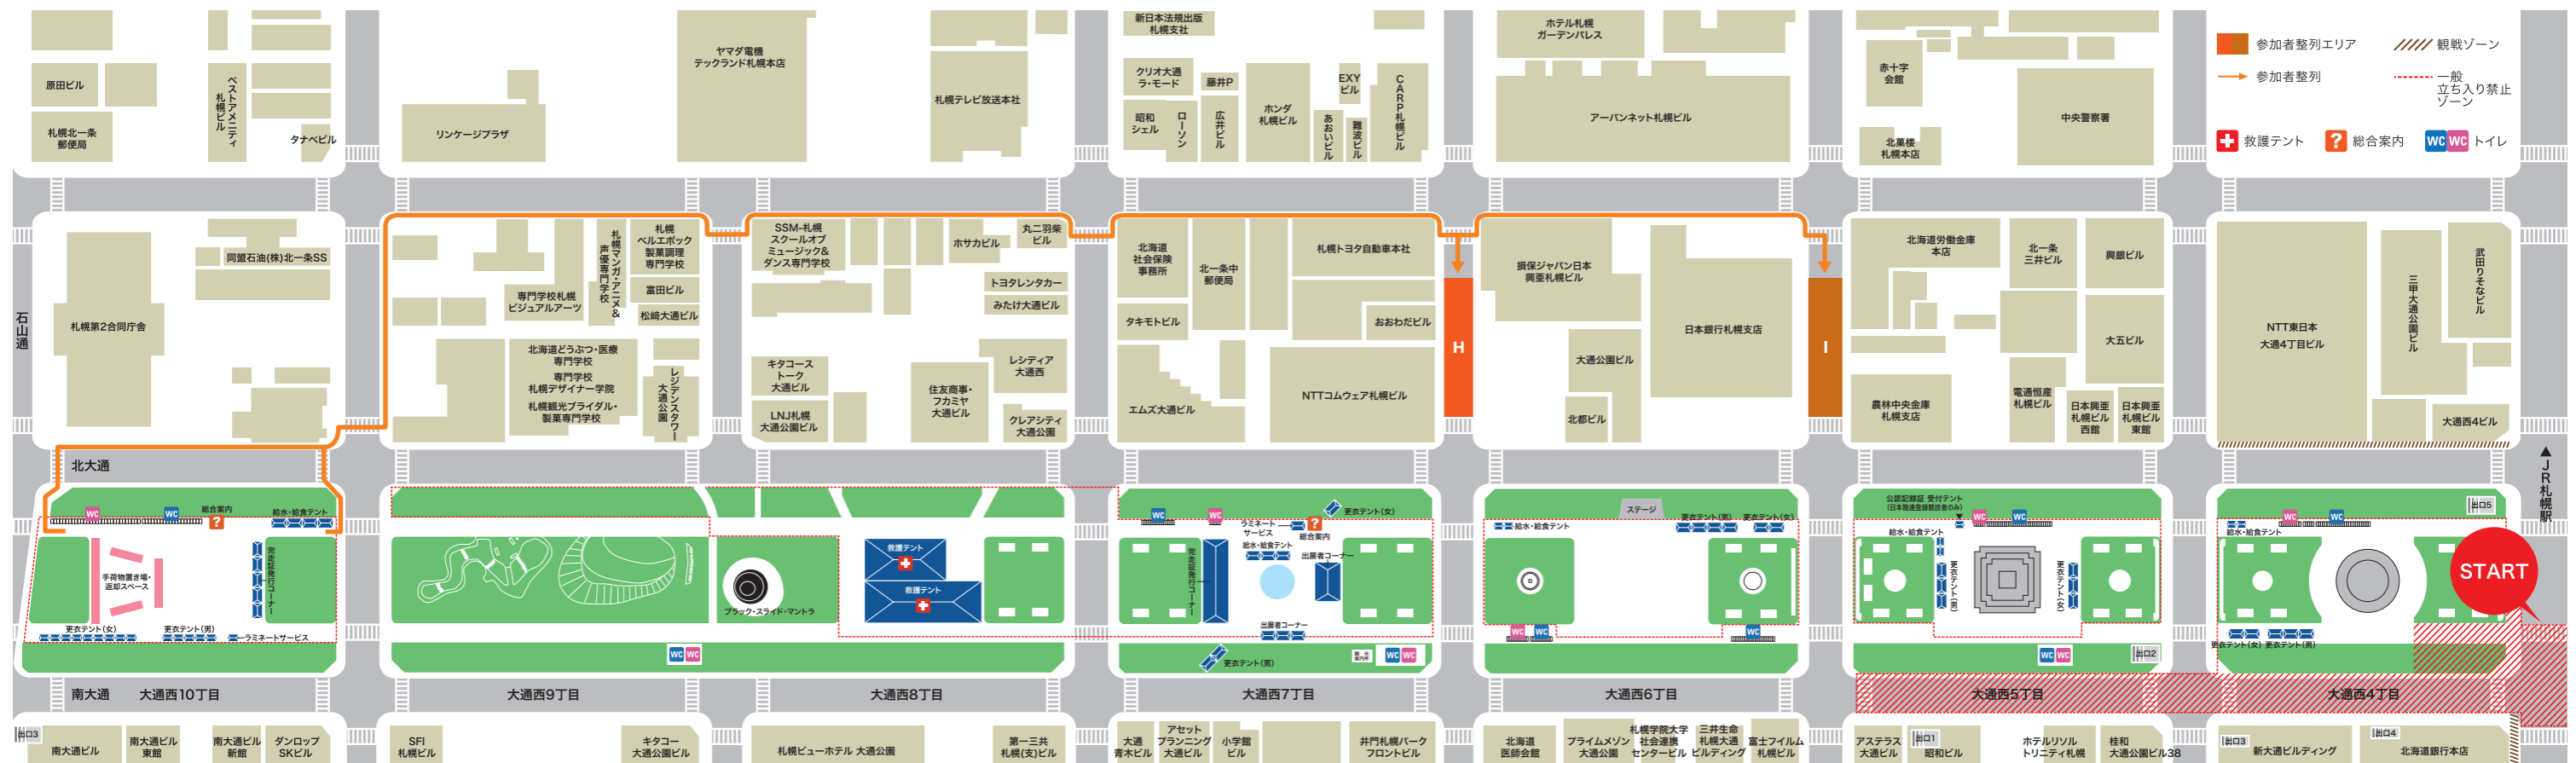 新日本法規出版
札幌支社
ヤマダ電機
テックランド札幌本店
ホテル札幌
ガーデンパレス
原田ビル
ベストアメニティ
札幌ビル
札幌北一条
郵便局
タナベビル
リンケージプラザ
札幌テレビ放送本社
クリオ大通
ラ・モード
藤井P
昭和
シェル
ローソン
広井ビル
ホンダ
札幌ビル
EXY
ビル
あおいビル
難波ビル
CARP札幌ビル
アーバンネット札幌ビル
赤十字
会館
北菓楼
札幌本店
中央警察署
参加者整列エリア
観戦ゾーン
参加者整列
一般
立ち入り禁止
ゾーン
救護テント
?
総合案内
WC
WC
トイレ
石山通
同盟石油(株)北一条SS
札幌第2合同庁舎
札幌マンガ・アニメ&
声優専門学校
札幌
ベルエポック
製菓調理
専門学校
専門学校札幌
ビジュアルアーツ
富田ビル
松﨑大通ビル
北海道どうぶつ・医療
専門学校
専門学校
札幌デザイナー学院
札幌観光ブライダル・
製菓専門学校
レジデンスタワー
大通公園
SSM-札幌
スクールオブ
ミュージック&
ダンス専門学校
ホサカビル
丸二羽柴
ビル
トヨタレンタカー
みたけ大通ビル
キタコース
トーク
大通ビル
LNJ札幌
大通公園ビル
住友商事・
フカミヤ
大通ビル
レシディア
大通西
クレアシティ
大通公園
北海道
社会保険
事務所
北一条中
郵便局
札幌トヨタ自動車本社
タキモトビル
おおわだビル
エムズ大通ビル
NTTコムウェア札幌ビル
H
損保ジャパン日本
興亜札幌ビル
日本銀行札幌支店
大通公園ビル
北都ビル
I
北海道労働金庫
本店
北一条
三井ビル
興銀ビル
大五ビル
農林中央金庫
札幌支店
電通恒産
札幌ビル
日本興亜
札幌ビル
西館
日本興亜
札幌ビル
東館
NTT東日本
大通4丁目ビル
三甲大通公園ビル
武田りそなビル
大通西4ビル
▲JR札幌駅
北大通
WC
WC
総合案内
?
給水・給食テント
手荷物置き場・
返却スペース
完走証発行コーナー
更衣テント(女)
更衣テント(男)
ラミネートサービス
ブラック・スライド・マントラ
救護テント
救護テント
WC
WC
WC
WC
更衣テント(女)
ラミネート
サービス
?
総合案内
給水・給食テント
出展者コーナー
完走証発行コーナー
出展者コーナー
更衣テント(男)
WC
WC
ステージ
給水・給食テント
更衣テント(男)
更衣テント(女)
WC
WC
WC
公認記録証 受付テント
(日本陸連登録競技者のみ)
WC
WC
給水・給食テント
更衣テント(男)
更衣テント(女)
WC
WC
出口2
出口5
WC
WC
給水・給食テント
START
更衣テント(女)
更衣テント(男)
南大通
大通西10丁目
大通西9丁目
大通西8丁目
大通西7丁目
大通西6丁目
大通西5丁目
大通西4丁目
出口3
南大通ビル
南大通ビル
東館
南大通ビル
新館
ダンロップ
SKビル
SFI
札幌ビル
キタコー
大通公園ビル
札幌ビューホテル 大通公園
第一三共
札幌(支)ビル
大通
青木ビル
アセット
プランニング
大通ビル
小学館
ビル
井門札幌パーク
フロントビル
北海道
医師会館
プライムメゾン
大通公園
札幌学院大学
社会連携
センタービル
三井生命
札幌大通
ビルディング
富士フイルム
札幌ビル
アステラス
大通ビル
出口1
昭和ビル
ホテルリソル
トリニティ札幌
桂和
大通公園ビル38
出口3
新大通ビルディング
出口4
北海道銀行本店